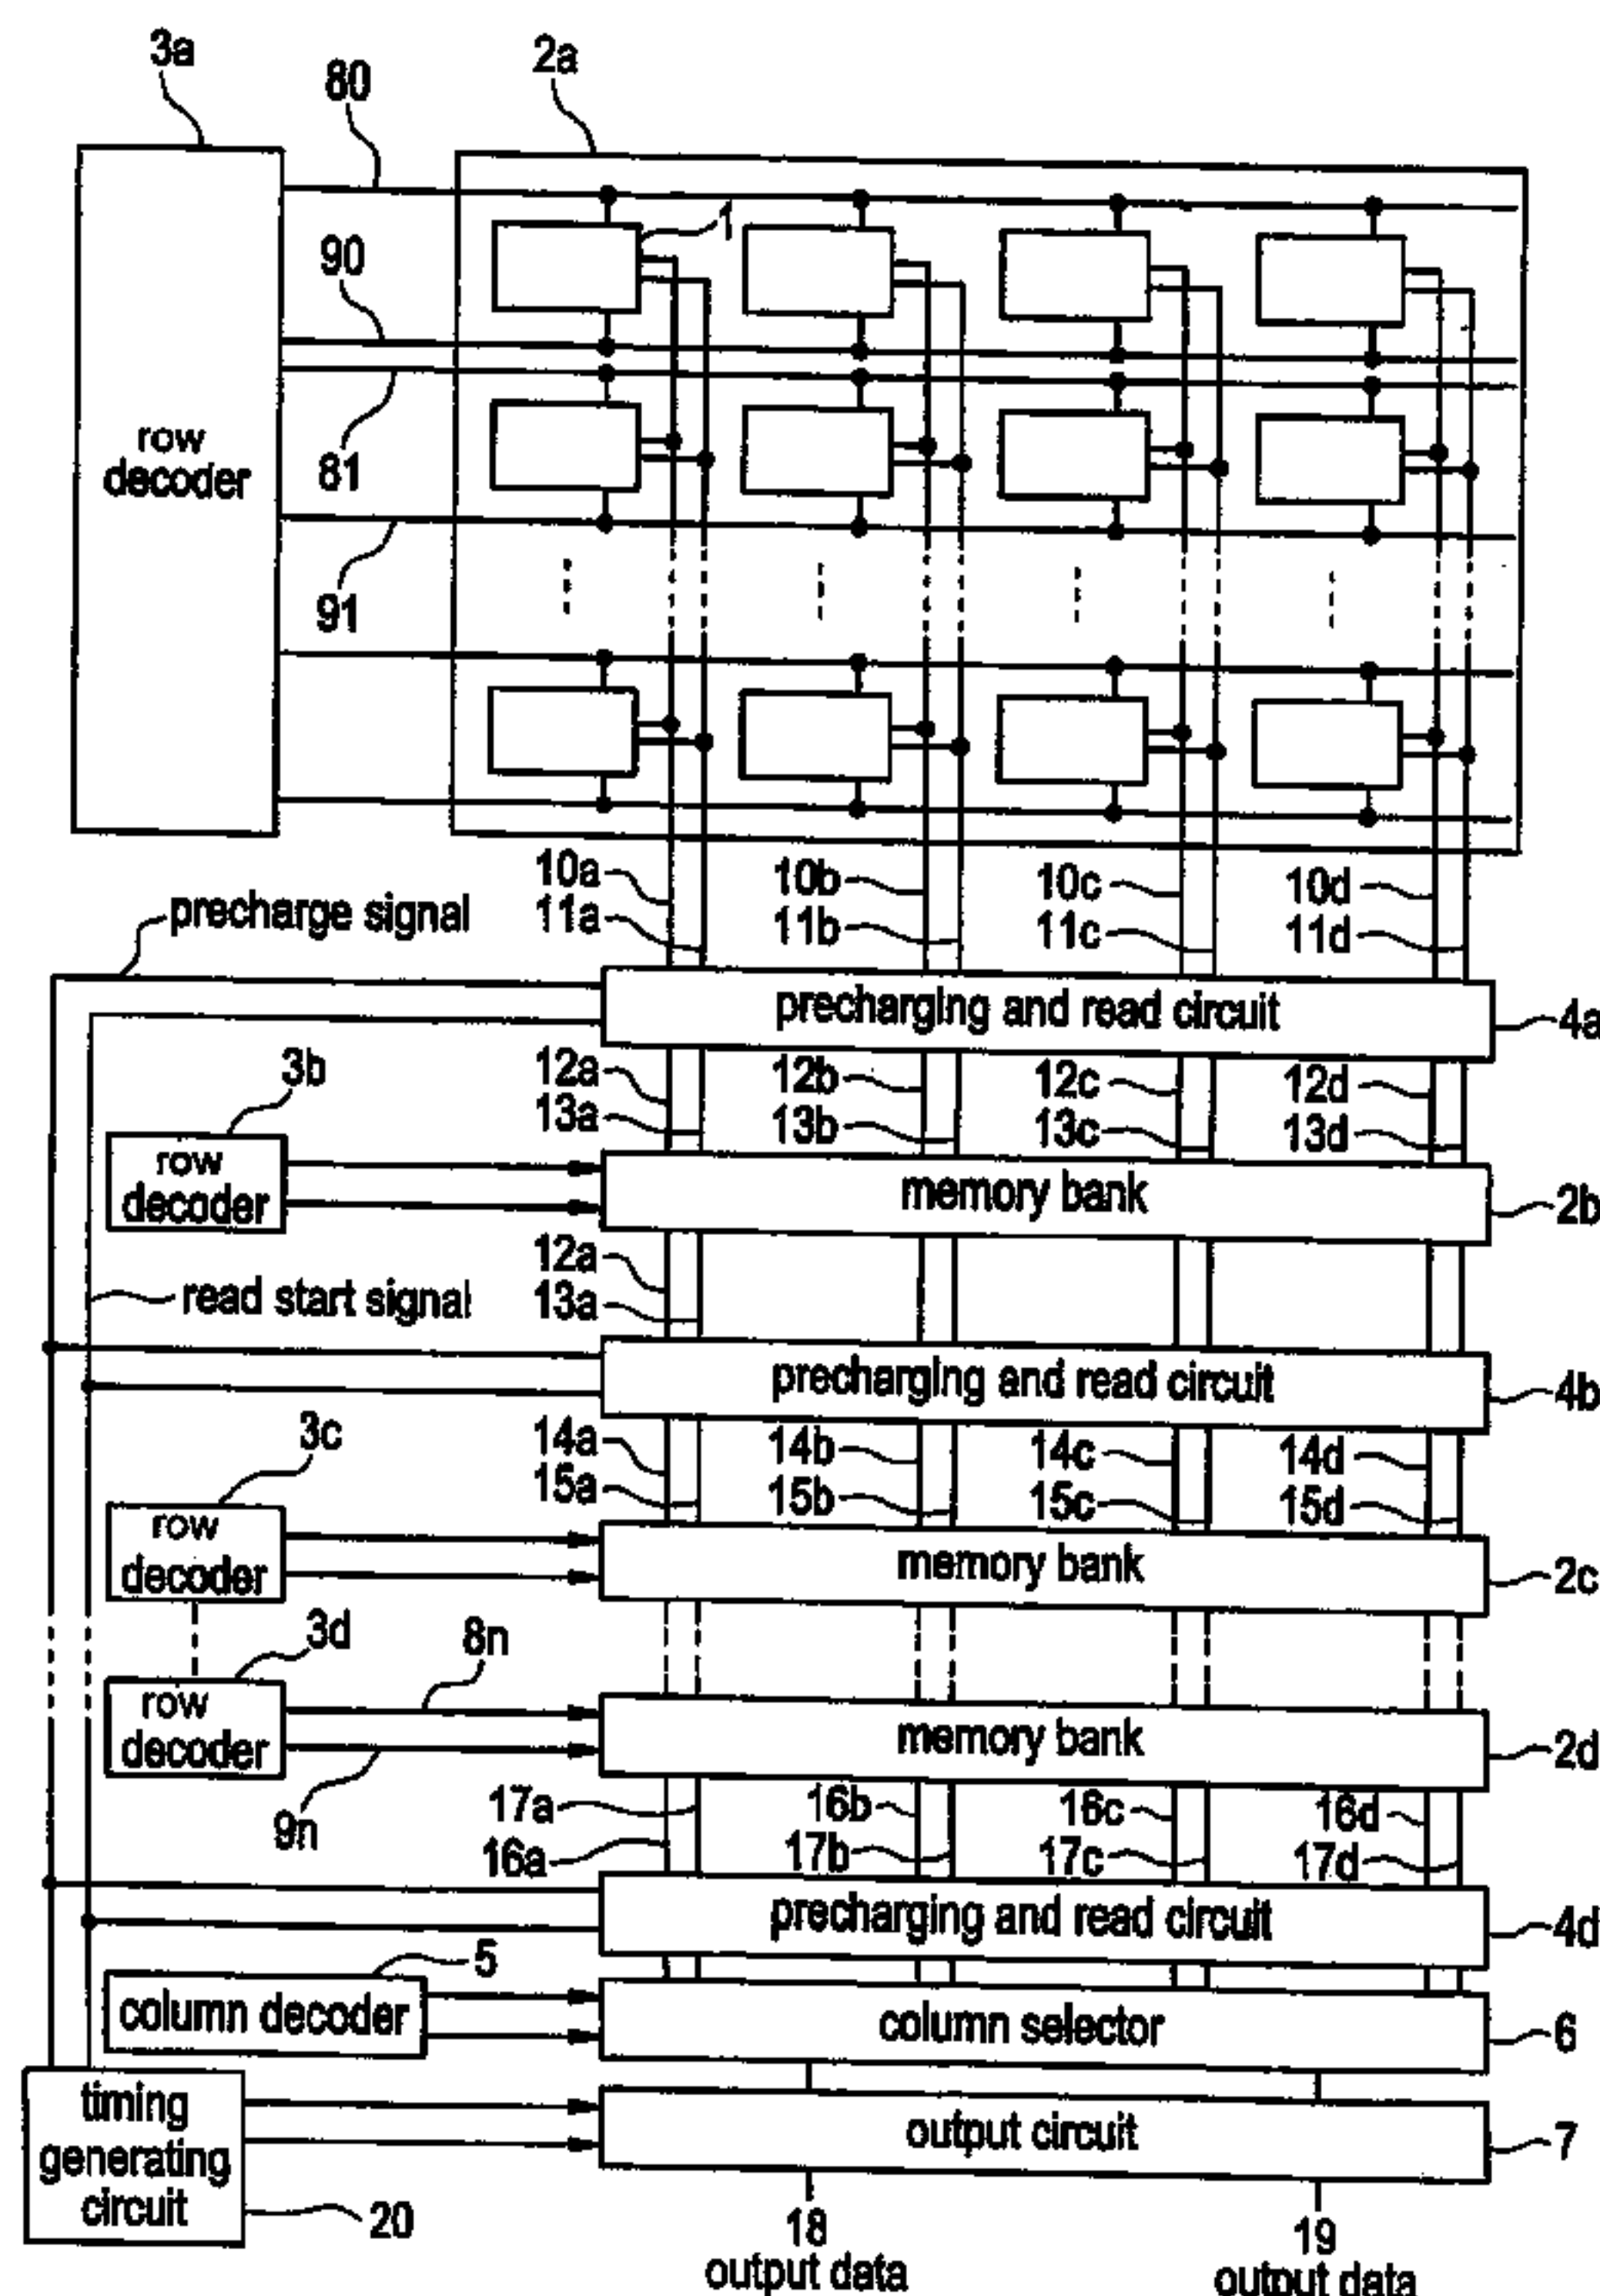 3a
80
2a
1
90
row
decoder
81
91
10a
10b
10c
10d
11a
11b
11c
11d
precharge signal
precharging and read circuit
4a
3b
12a
12b
12c
12d
13a
13b
13c
13d
row
decoder
memory bank
2b
12a
13a
read start signal
precharging and read circuit
4b
3c
14a
14b
14c
14d
15a
15b
15c
15d
row
decoder
memory bank
2c
3d
8n
row
decoder
memory bank
2d
9n
17a
16b
16c
16d
16a
17b
17c
17d
precharging and read circuit
4d
5
column decoder
column selector
6
timing
generating
circuit
output circuit
7
20
18
output data
19
output data